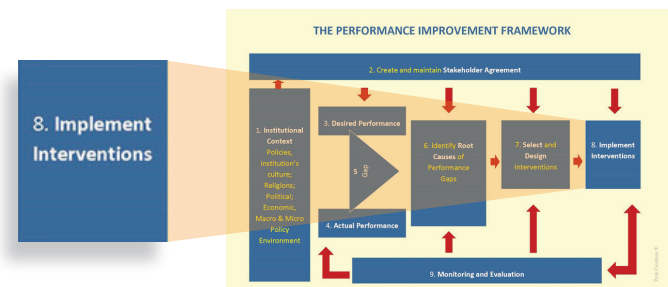 THE PERFORMANCE IMPROVEMENT FRAMEWORK
8. Implement
Interventions
2. Create and maintain Stakeholder Agreement
1. Institutional
Context
Policies,
Institution's
culture;
Religions;
Political;
Economic,
Macro & Micro
Policy
Environment
3. Desired Performance
5
Gap
4. Actual Performance
6. Identify Root
Causes of
Performance
Gaps
7. Select and
Design
Interventions
8. Implement
Interventions
9. Monitoring and Evaluation